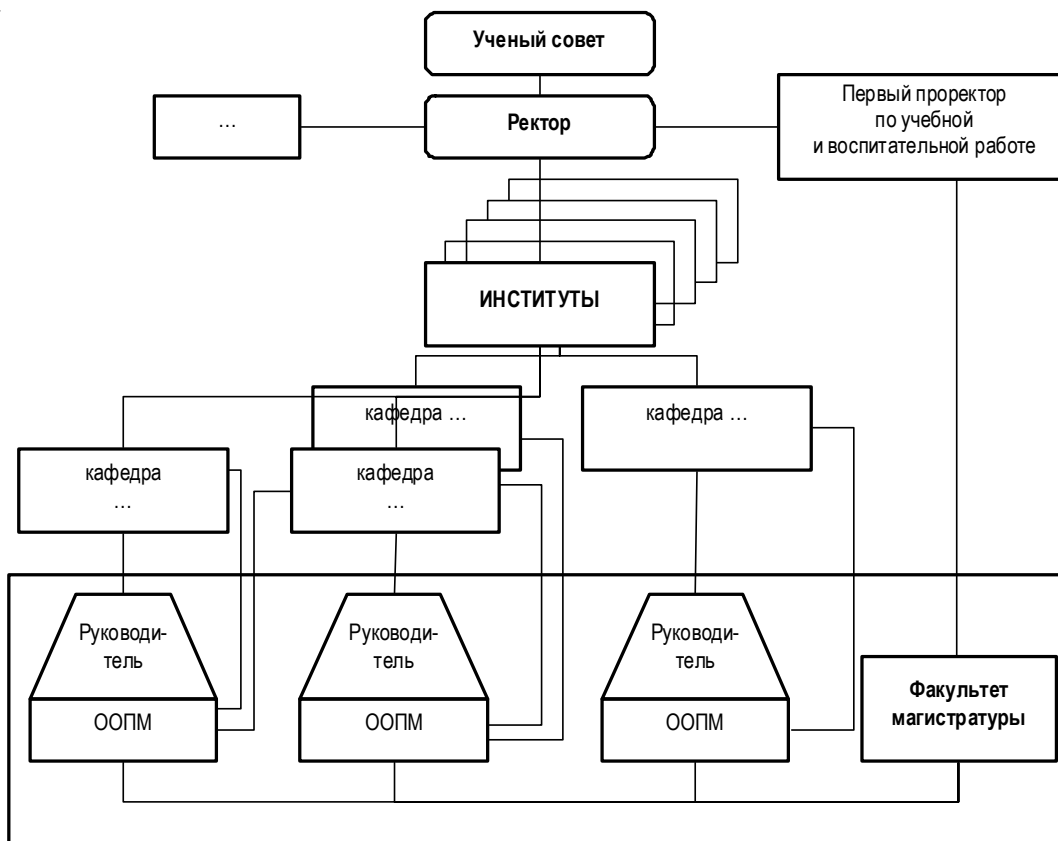 Ученый совет
Ректор
…
Первый проректор
по учебной
и воспитательной работе
ИНСТИТУТЫ
кафедра …
кафедра …
кафедра
…
кафедра
…
Руководи-
тель
ООПМ
Руководи-
тель
ООПМ
Руководи-
тель
ООПМ
Факультет
магистратуры